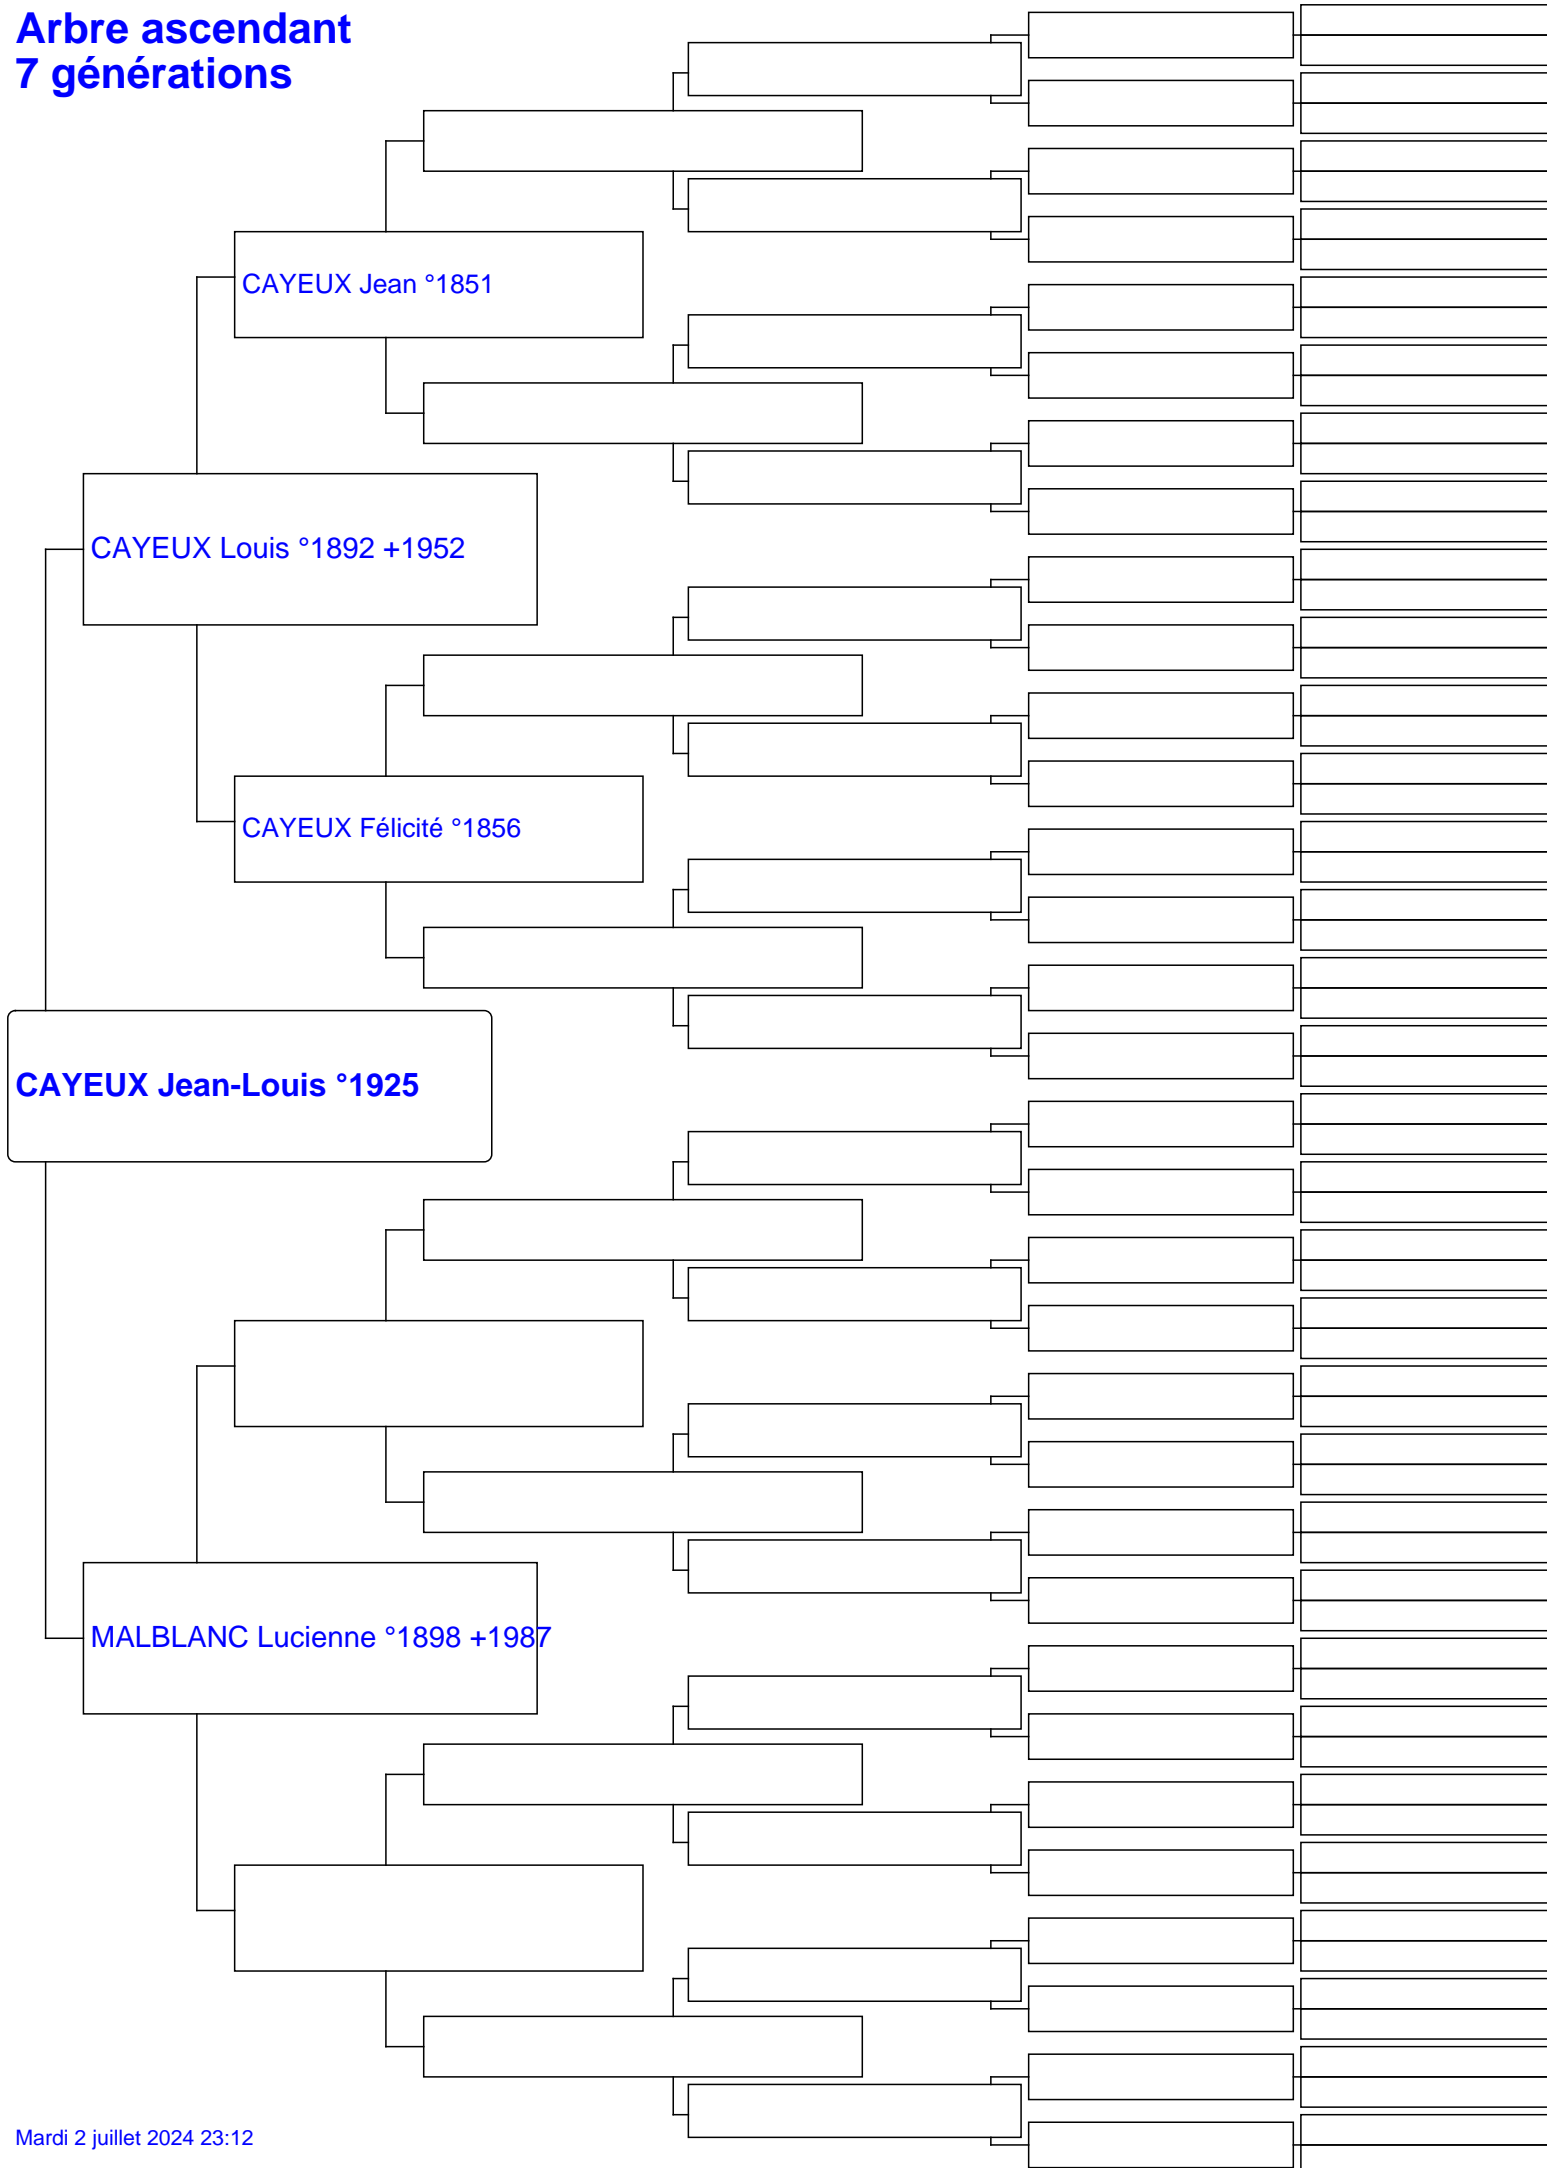 Arbre ascendant
7 générations
CAYEUX Jean °1851
CAYEUX Louis °1892 +1952
CAYEUX Félicité °1856
CAYEUX Jean-Louis °1925
MALBLANC Lucienne °1898 +1987
Mardi 2 juillet 2024 23:12